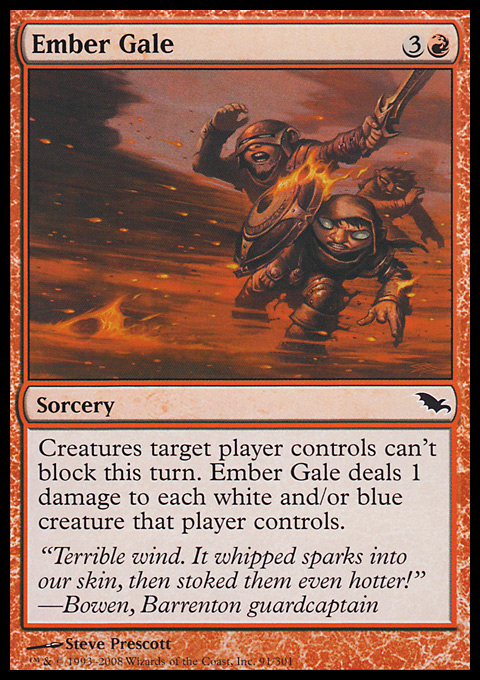 Ember Gale 3
Sorcery
Creatures target player controls can't
block this turn. Ember Gale deals 1
damage to each white and/or blue
creature that player controls.
"Terrible wind. It whipped sparks into
our skin, then stoked them even hotter!"
—Bowen, Barrenton guardcaptain
Steve Prescott
™ & © 1993–2008 Wizards of the Coast, Inc. 91/301